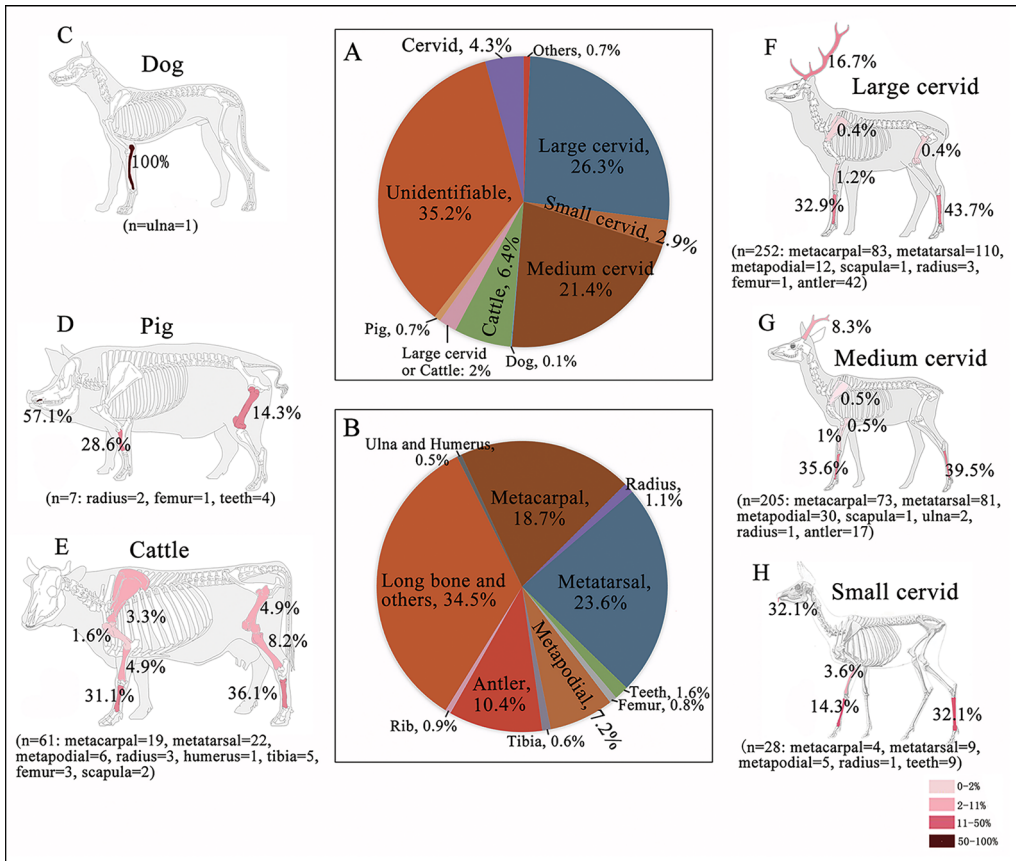 C
Dog
100%
(n=ulna=1)
D
Pig
57.1%
28.6%
14.3%
(n=7: radius=2, femur=1, teeth=4)
E
Cattle
3.3%
1.6%
4.9%
31.1%
4.9%
8.2%
36.1%
(n=61: metacarpal=19, metatarsal=22,
metapodial=6, radius=3, humerus=1, tibia=5,
femur=3, scapula=2)
A
Cervid, 4.3%
Others, 0.7%
Large cervid,
26.3%
Small cervid, 2.9%
Medium cervid
21.4%
Unidentifiable,
35.2%
Cattle, 6.4%
Pig, 0.7%
Large cervid
or Cattle: 2%
Dog, 0.1%
B
Ulna and Humerus,
0.5%
Metacarpal,
18.7%
Radius,
1.1%
Metatarsal,
23.6%
Long bone and
others, 34.5%
Metapodial, 7.2%
Antler,
10.4%
Teeth, 1.6%
Femur, 0.8%
Rib, 0.9%
Tibia, 0.6%
F
16.7%
Large cervid
0.4%
0.4%
1.2%
32.9%
43.7%
(n=252: metacarpal=83, metatarsal=110,
metapodial=12, scapula=1, radius=3,
femur=1, antler=42)
G
8.3%
Medium cervid
0.5%
0.5%
1%
35.6%
39.5%
(n=205: metacarpal=73, metatarsal=81,
metapodial=30, scapula=1, ulna=2,
radius=1, antler=17)
H
Small cervid
32.1%
3.6%
14.3%
32.1%
(n=28: metacarpal=4, metatarsal=9,
metapodial=5, radius=1, teeth=9)
0-2%
2-11%
11-50%
50-100%